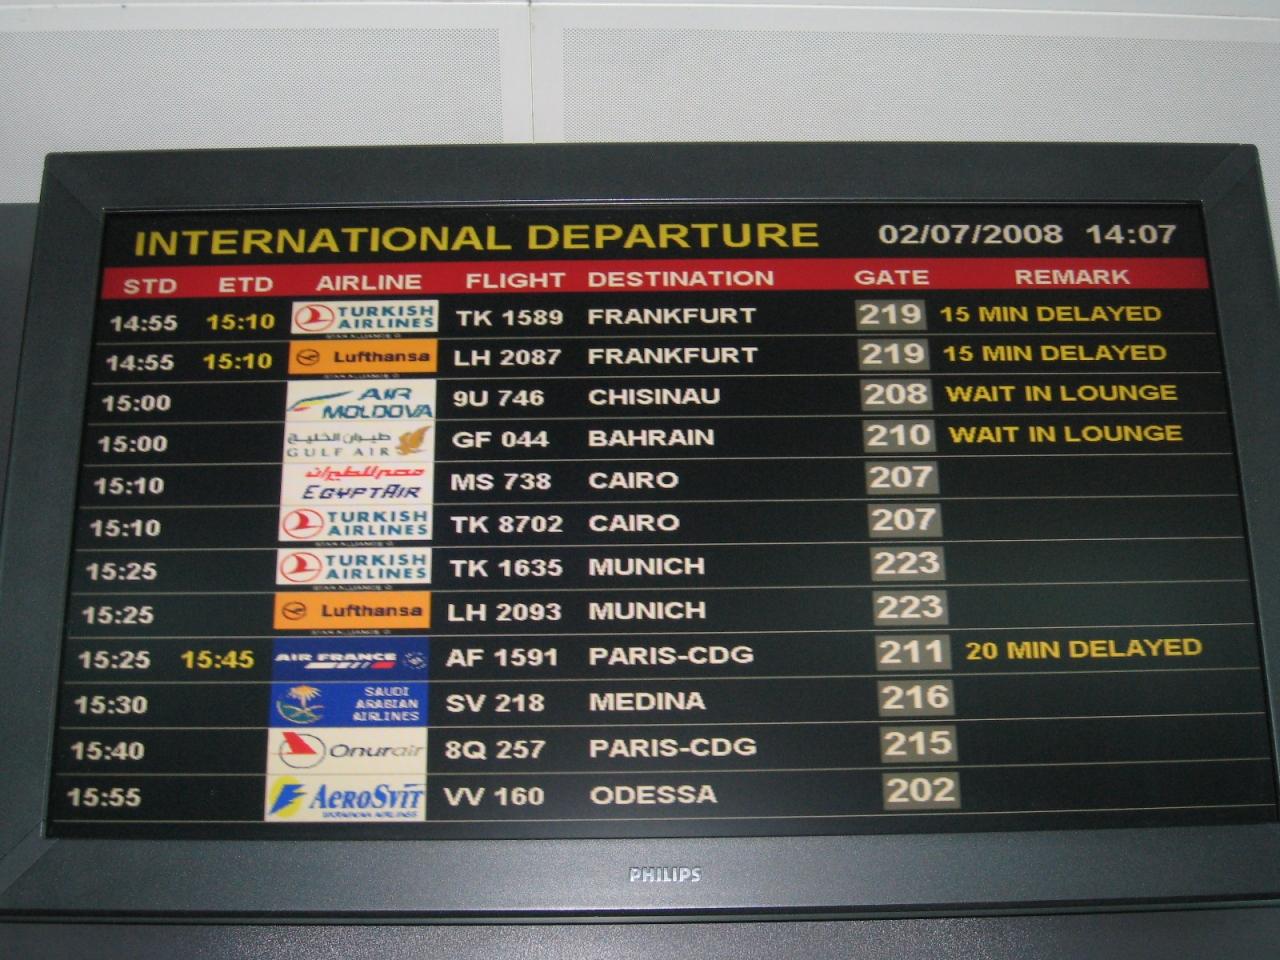 INTERNATIONAL DEPARTURE 02/07/2008 14:07
STD ETD AIRLINE FLIGHT DESTINATION GATE REMARK
14:55 15:10 TURKISH AIRLINES TK 1589 FRANKFURT 219 15 MIN DELAYED
14:55 15:10 Lufthansa LH 2087 FRANKFURT 219 15 MIN DELAYED
15:00 AIR MOLDOVA 9U 746 CHISINAU 208 WAIT IN LOUNGE
15:00 طيران الخليج GULF AIR GF 044 BAHRAIN 210 WAIT IN LOUNGE
15:10 مصر للطيران EGYPTAIR MS 738 CAIRO 207
15:10 TURKISH AIRLINES TK 8702 CAIRO 207
15:25 TURKISH AIRLINES TK 1635 MUNICH 223
15:25 Lufthansa LH 2093 MUNICH 223
15:25 15:45 AIR FRANCE AF 1591 PARIS-CDG 211 20 MIN DELAYED
15:30 SAUDI ARABIAN AIRLINES SV 218 MEDINA 216
15:40 Onurair 8Q 257 PARIS-CDG 215
15:55 AEROSVIT UKRAINIAN AIRLINES VV 160 ODESSA 202
PHILIPS